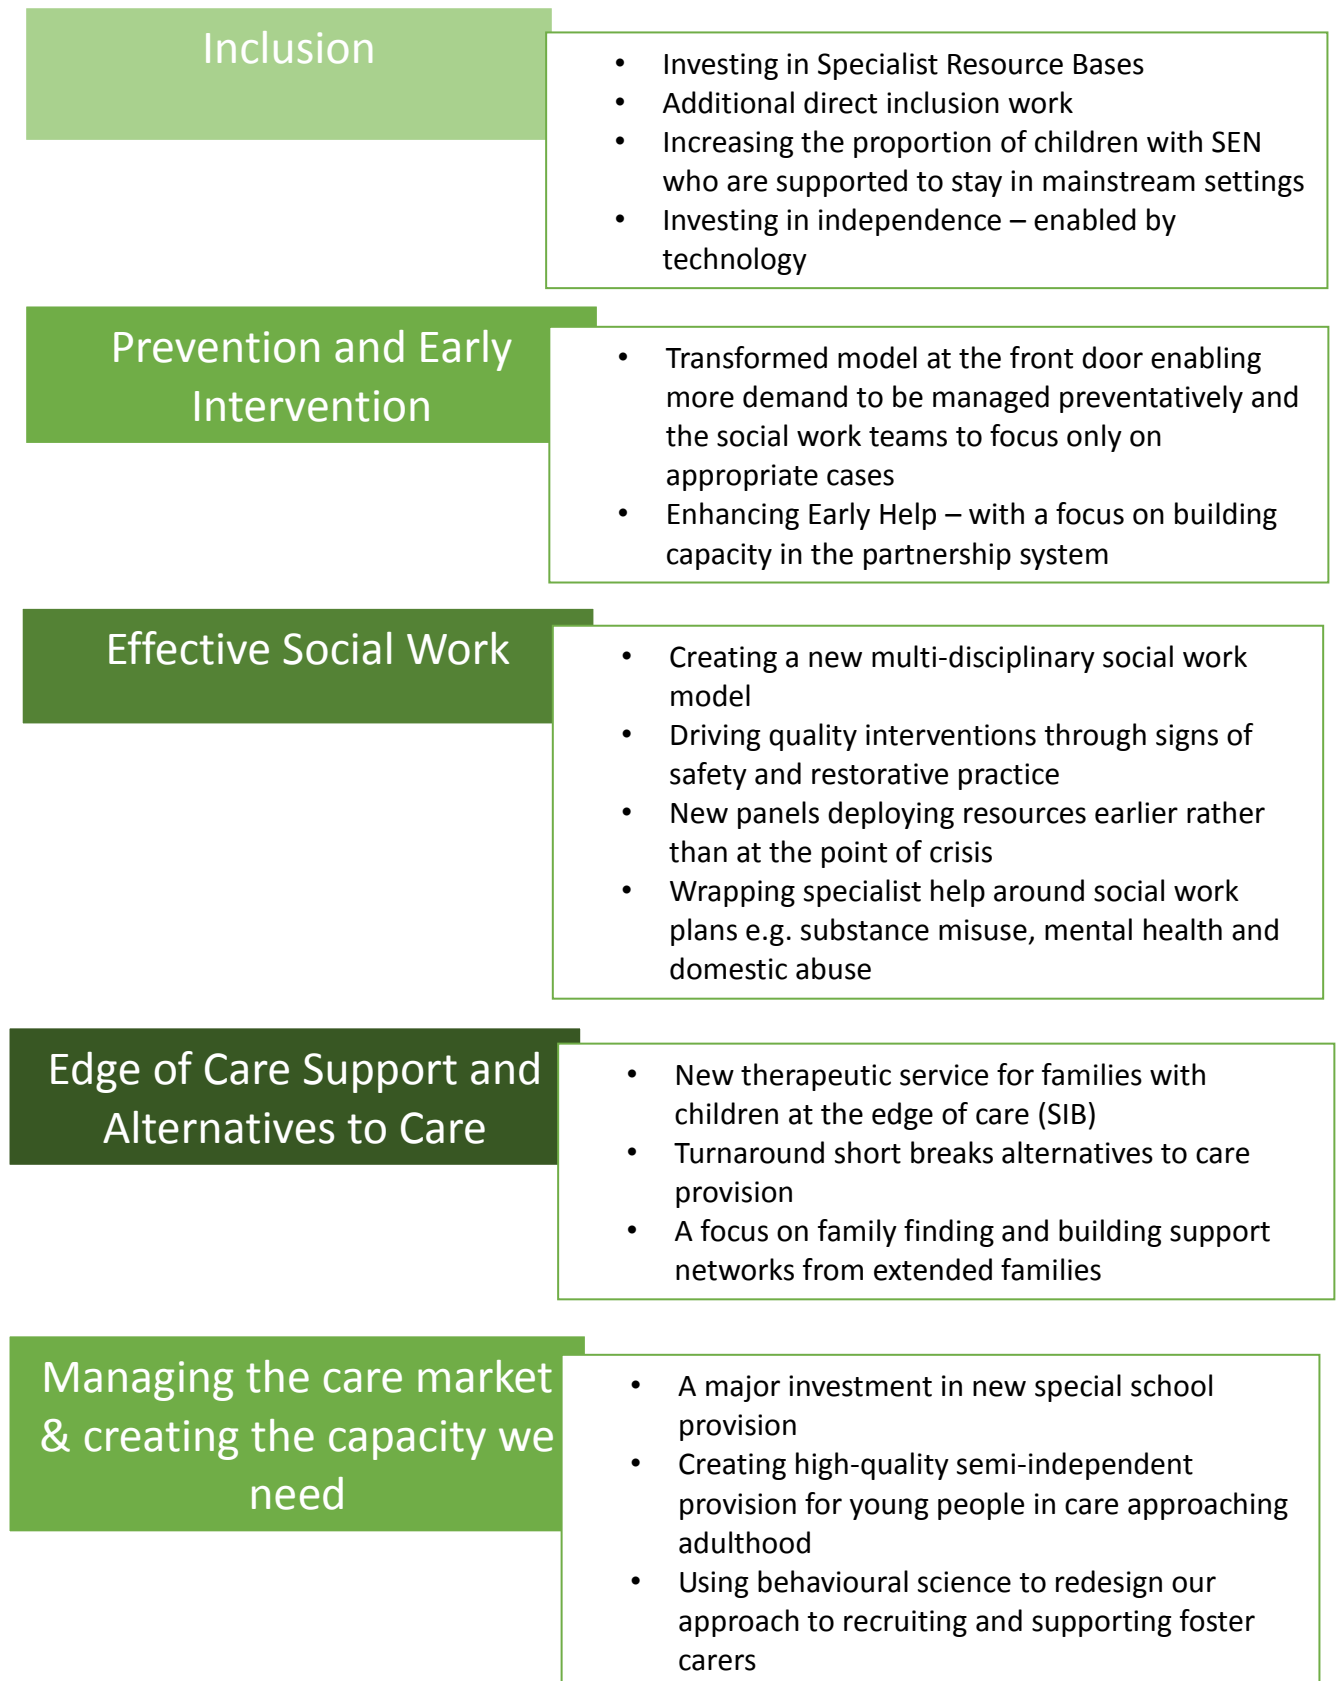 Inclusion
• Investing in Specialist Resource Bases
• Additional direct inclusion work
• Increasing the proportion of children with SEN
who are supported to stay in mainstream settings
• Investing in independence – enabled by
technology
Prevention and Early
Intervention
• Transformed model at the front door enabling
more demand to be managed preventatively and
the social work teams to focus only on
appropriate cases
• Enhancing Early Help – with a focus on building
capacity in the partnership system
Effective Social Work
• Creating a new multi-disciplinary social work
model
• Driving quality interventions through signs of
safety and restorative practice
• New panels deploying resources earlier rather
than at the point of crisis
• Wrapping specialist help around social work
plans e.g. substance misuse, mental health and
domestic abuse
Edge of Care Support and
Alternatives to Care
• New therapeutic service for families with
children at the edge of care (SIB)
• Turnaround short breaks alternatives to care
provision
• A focus on family finding and building support
networks from extended families
Managing the care market
& creating the capacity we
need
• A major investment in new special school
provision
• Creating high-quality semi-independent
provision for young people in care approaching
adulthood
• Using behavioural science to redesign our
approach to recruiting and supporting foster
carers